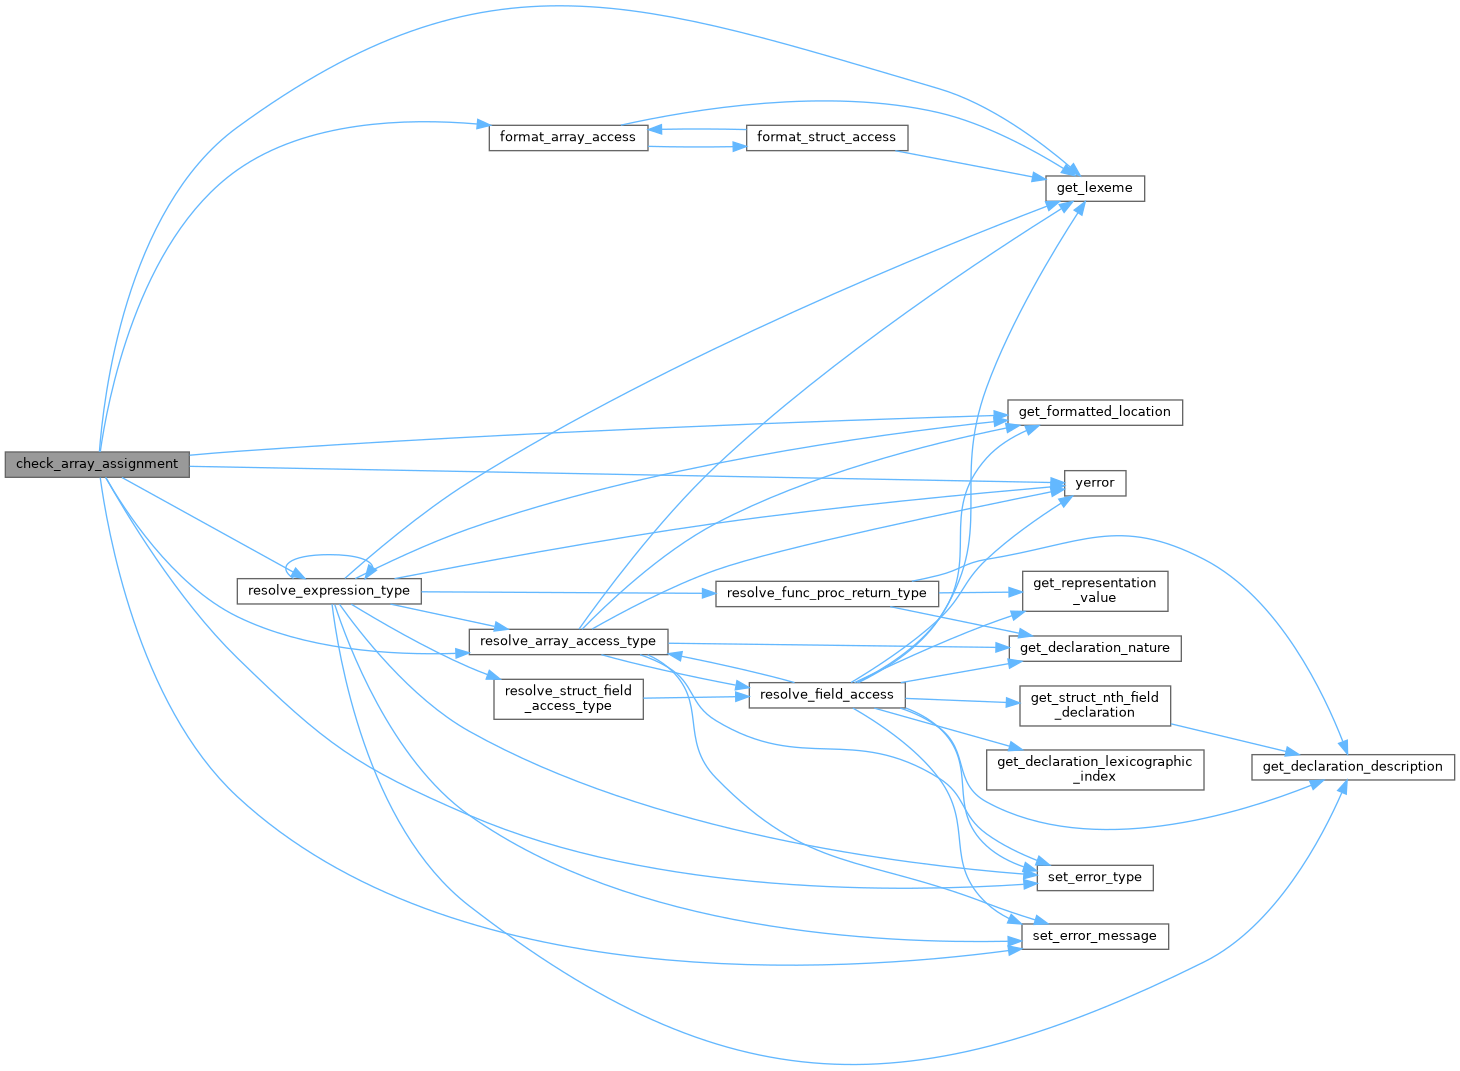 format_array_access
format_struct_access
get_lexeme
get_formatted_location
check_array_assignment
yerror
resolve_expression_type
resolve_func_proc_return_type
get_representation
_value
resolve_array_access_type
get_declaration_nature
resolve_struct_field
_access_type
resolve_field_access
get_struct_nth_field
_declaration
get_declaration_lexicographic
_index
get_declaration_description
set_error_type
set_error_message